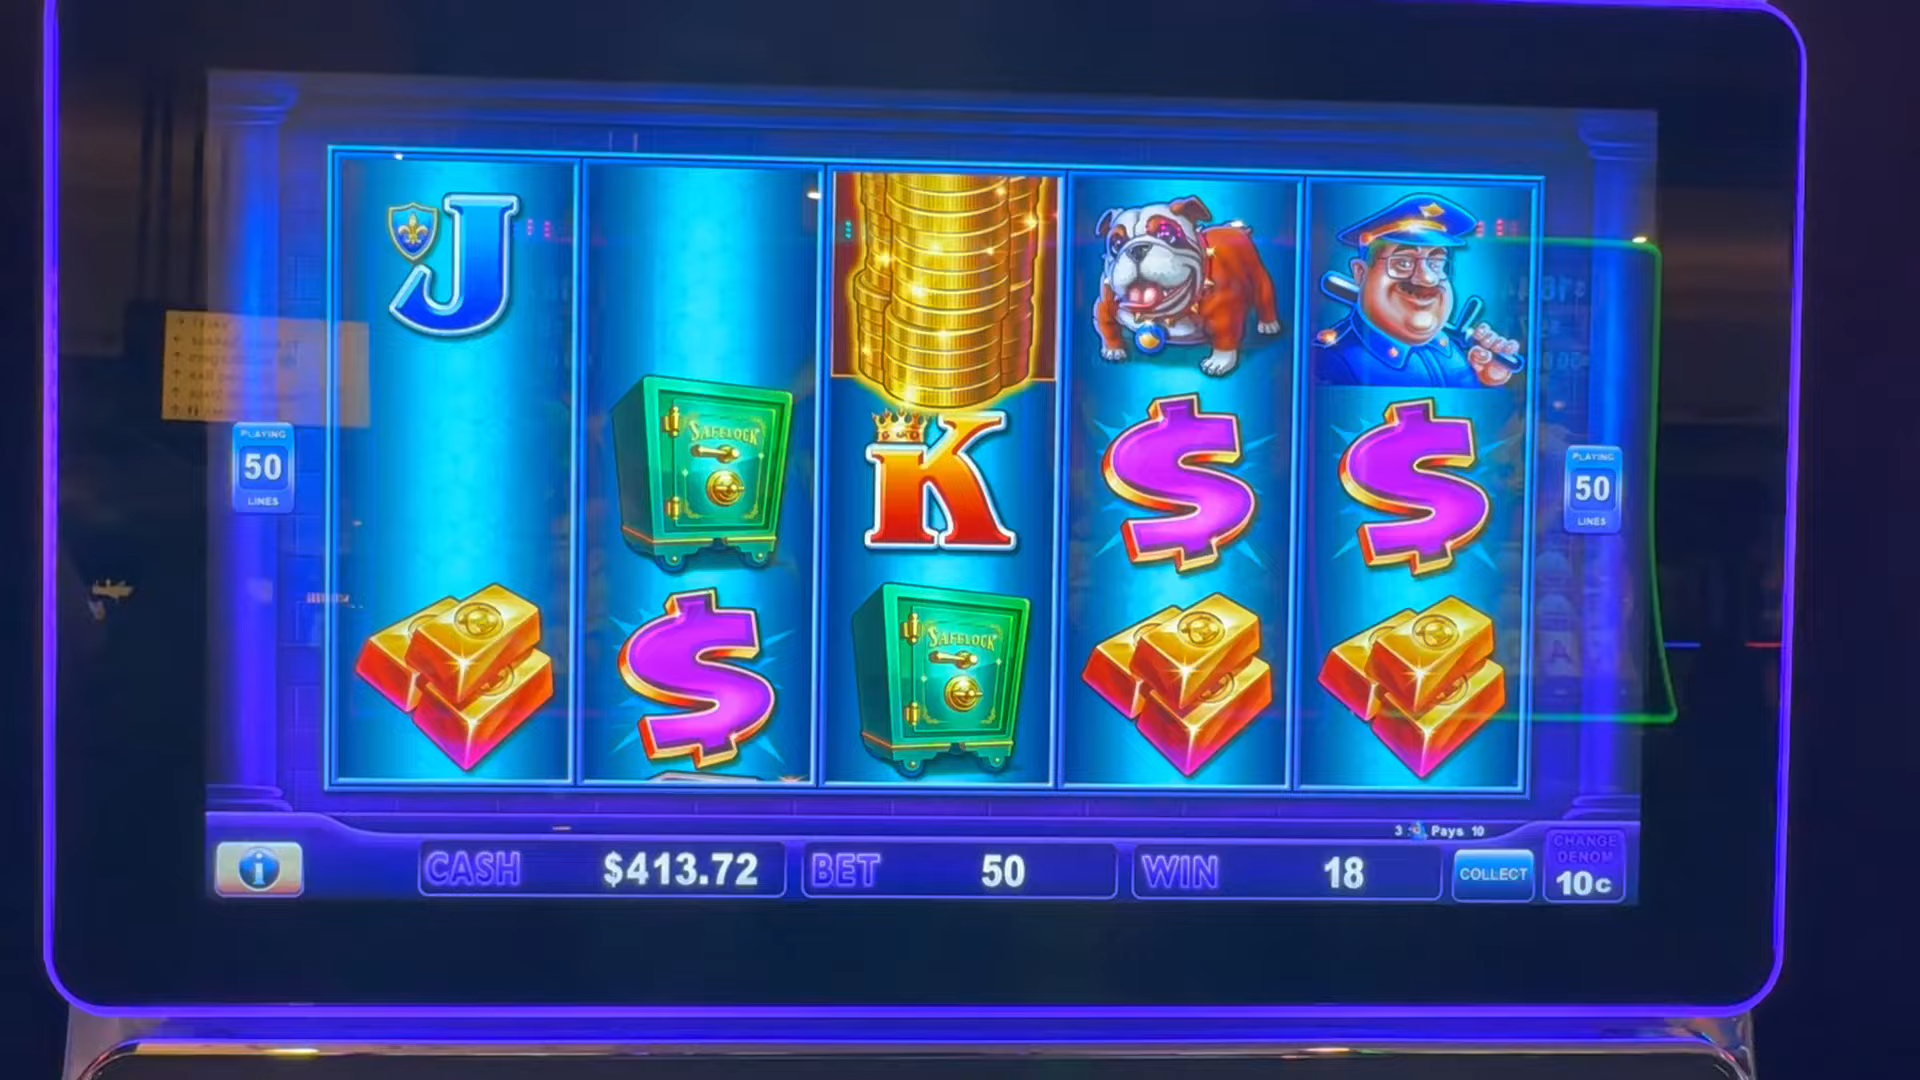 J
K
SAFELOCK
SAFELOCK
$ $
$
PLAYING
50
LINES
PLAYING
50
LINES
3 Pays 10
CASH $413.72 BET 50 WIN 18 COLLECT
CHANGE
DENOM
10c